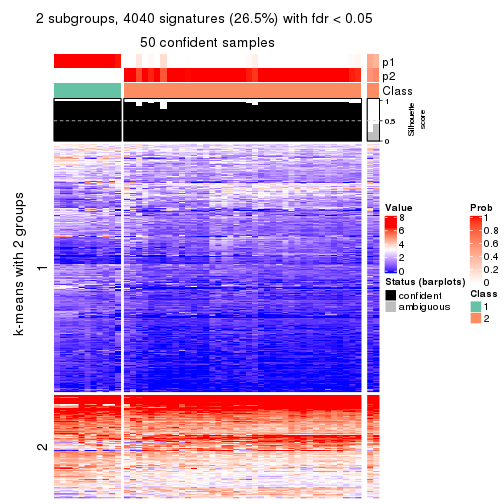 2 subgroups, 4040 signatures (26.5%) with fdr < 0.05
50 confident samples
p1
p2
Class
1
0.5
0
Silhouette
score
k-means with 2 groups
1
2
Value
8
6
4
2
0
Status (barplots)
confident
ambiguous
Prob
1
0.8
0.6
0.4
0.2
0
Class
1
2